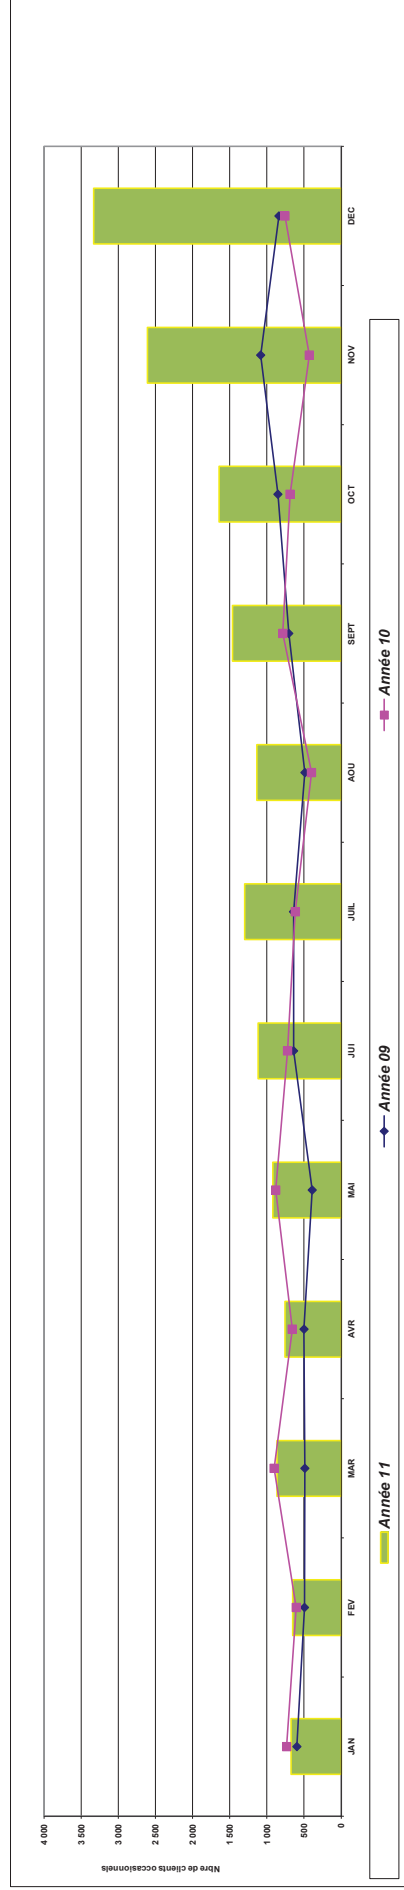 Nbre de clients occasionnels
4 000
3 500
3 000
2 500
2 000
1 500
1 000
500
0
JAN
FEV
MAR
AVR
MAI
JUI
JUIL
AOU
SEPT
OCT
NOV
DEC
Année 11
Année 09
Année 10